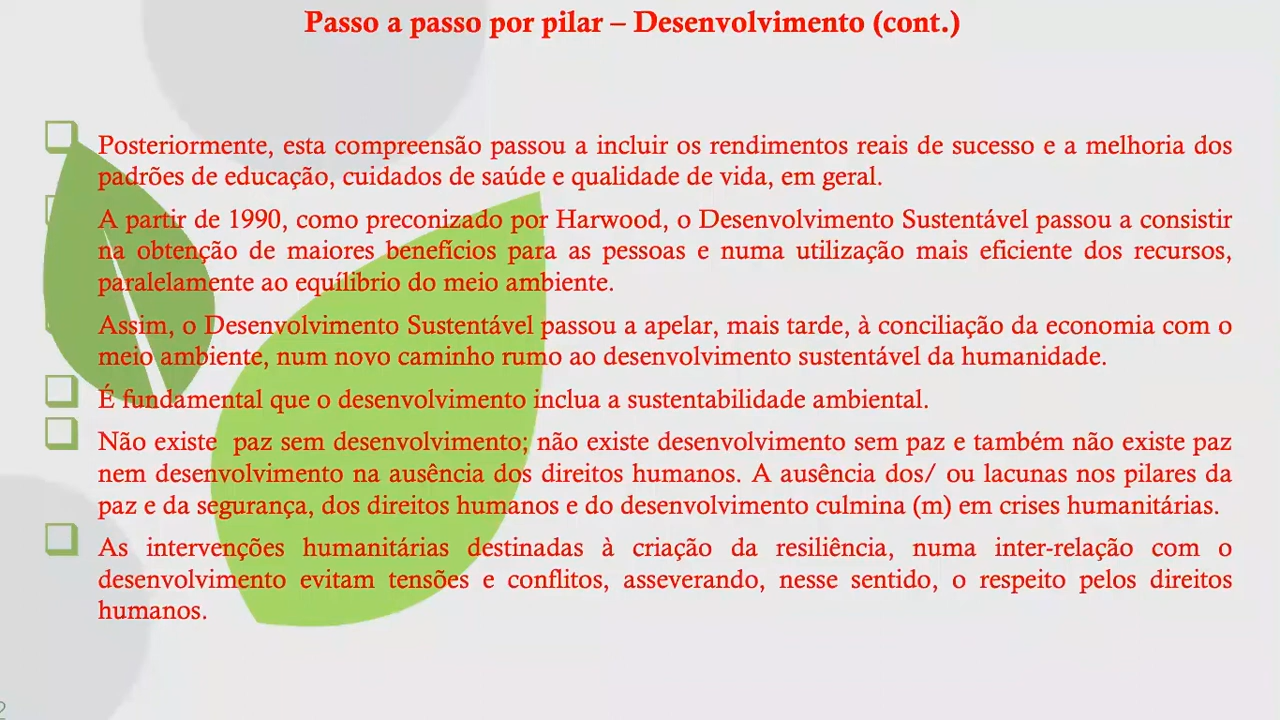 Passo a passo por pilar – Desenvolvimento (cont.)
Posteriormente, esta compreensão passou a incluir os rendimentos reais de sucesso e a melhoria dos
padrões de educação, cuidados de saúde e qualidade de vida, em geral.
A partir de 1990, como preconizado por Harwood, o Desenvolvimento Sustentável passou a consistir
na obtenção de maiores benefícios para as pessoas e numa utilização mais eficiente dos recursos,
paralelamente ao equílibrio do meio ambiente.
Assim, o Desenvolvimento Sustentável passou a apelar, mais tarde, à conciliação da economia com o
meio ambiente, num novo caminho rumo ao desenvolvimento sustentável da humanidade.
É fundamental que o desenvolvimento inclua a sustentabilidade ambiental.
Não existe  paz sem desenvolvimento; não existe desenvolvimento sem paz e também não existe paz
nem desenvolvimento na ausência dos direitos humanos. A ausência dos/ ou lacunas nos pilares da
paz e da segurança, dos direitos humanos e do desenvolvimento culmina (m) em crises humanitárias.
As intervenções humanitárias destinadas à criação da resiliência, numa inter-relação com o
desenvolvimento evitam tensões e conflitos, asseverando, nesse sentido, o respeito pelos direitos
humanos.
2